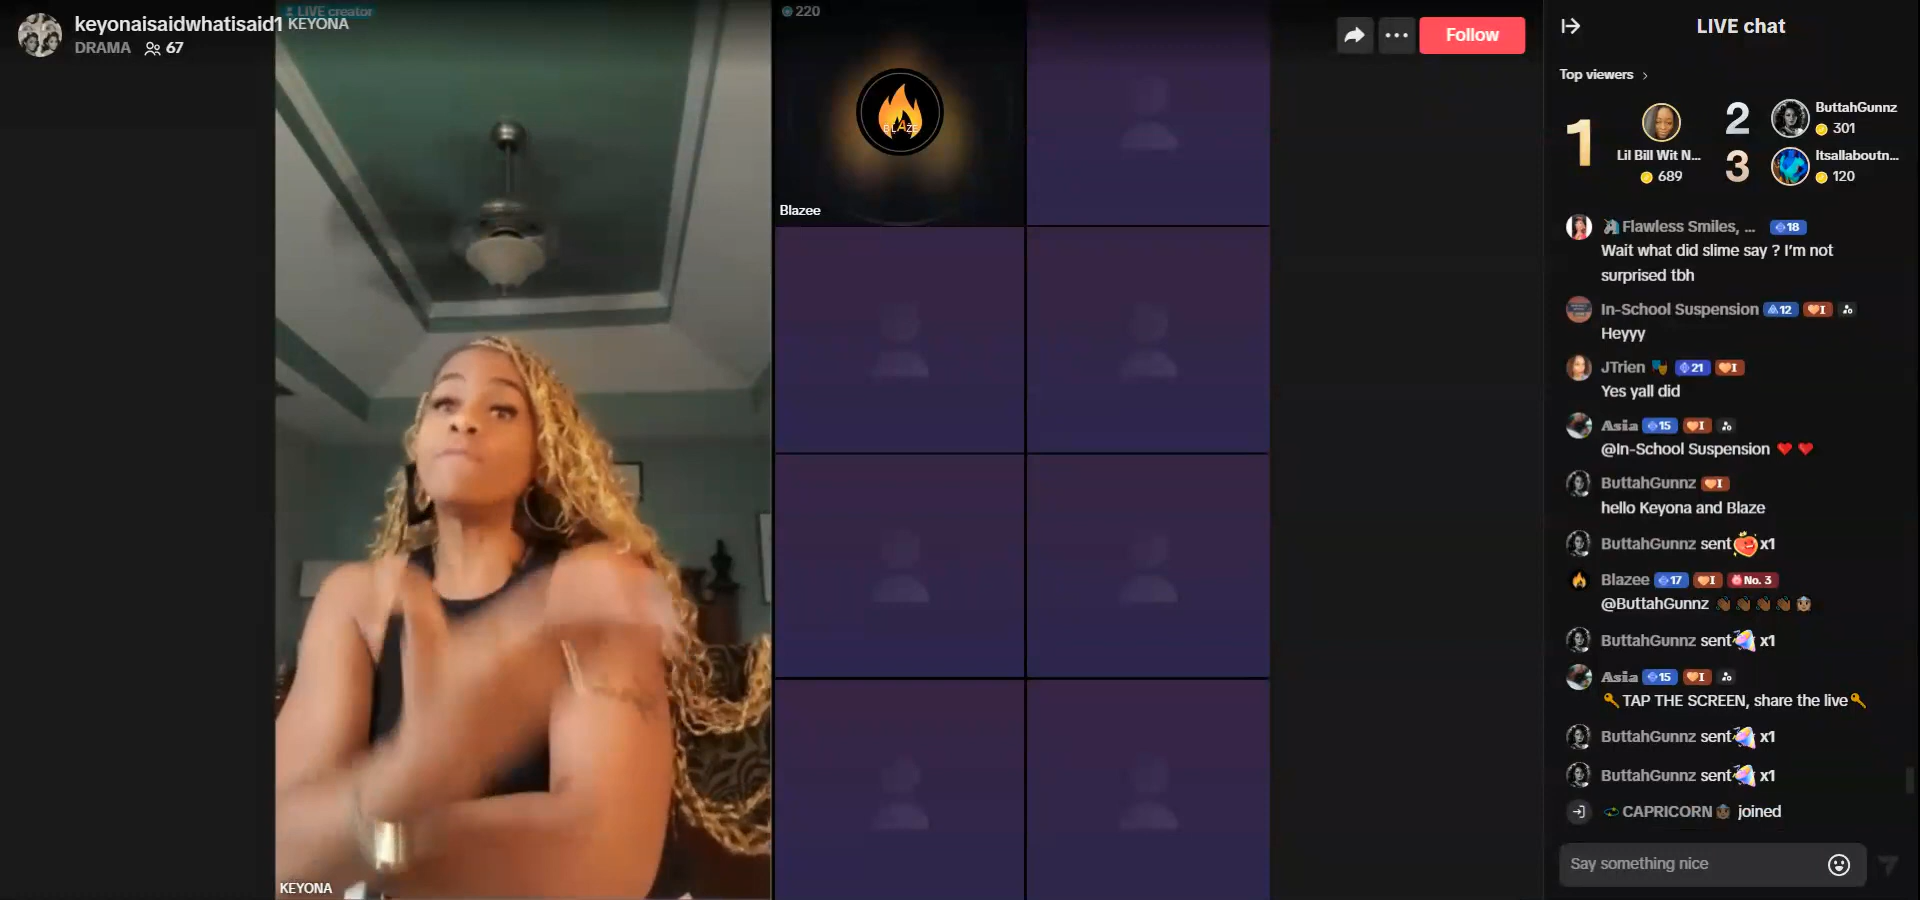 keyonaisaidwhatisaid1
DRAMA 67
LIVE creator
KEYONA
220
BLAZE
Blazee
KEYONA
Follow
LIVE chat
Top viewers
1
Lil Bill Wit N...
689
2
ButtahGunnz
301
3
Itsallaboutn...
120
Flawless Smiles, ... 18
Wait what did slime say ? I'm not
surprised tbh
In-School Suspension 12 I
Heyyy
JTrien 21 I
Yes yall did
Asia 15 I
@In-School Suspension ❤️ ❤️
ButtahGunnz I
hello Keyona and Blaze
ButtahGunnz sent x1
Blazee 17 I No. 3
@ButtahGunnz
ButtahGunnz sent x1
Asia 15 I
🔑TAP THE SCREEN, share the live🔑
ButtahGunnz sent x1
ButtahGunnz sent x1
CAPRICORN joined
Say something nice